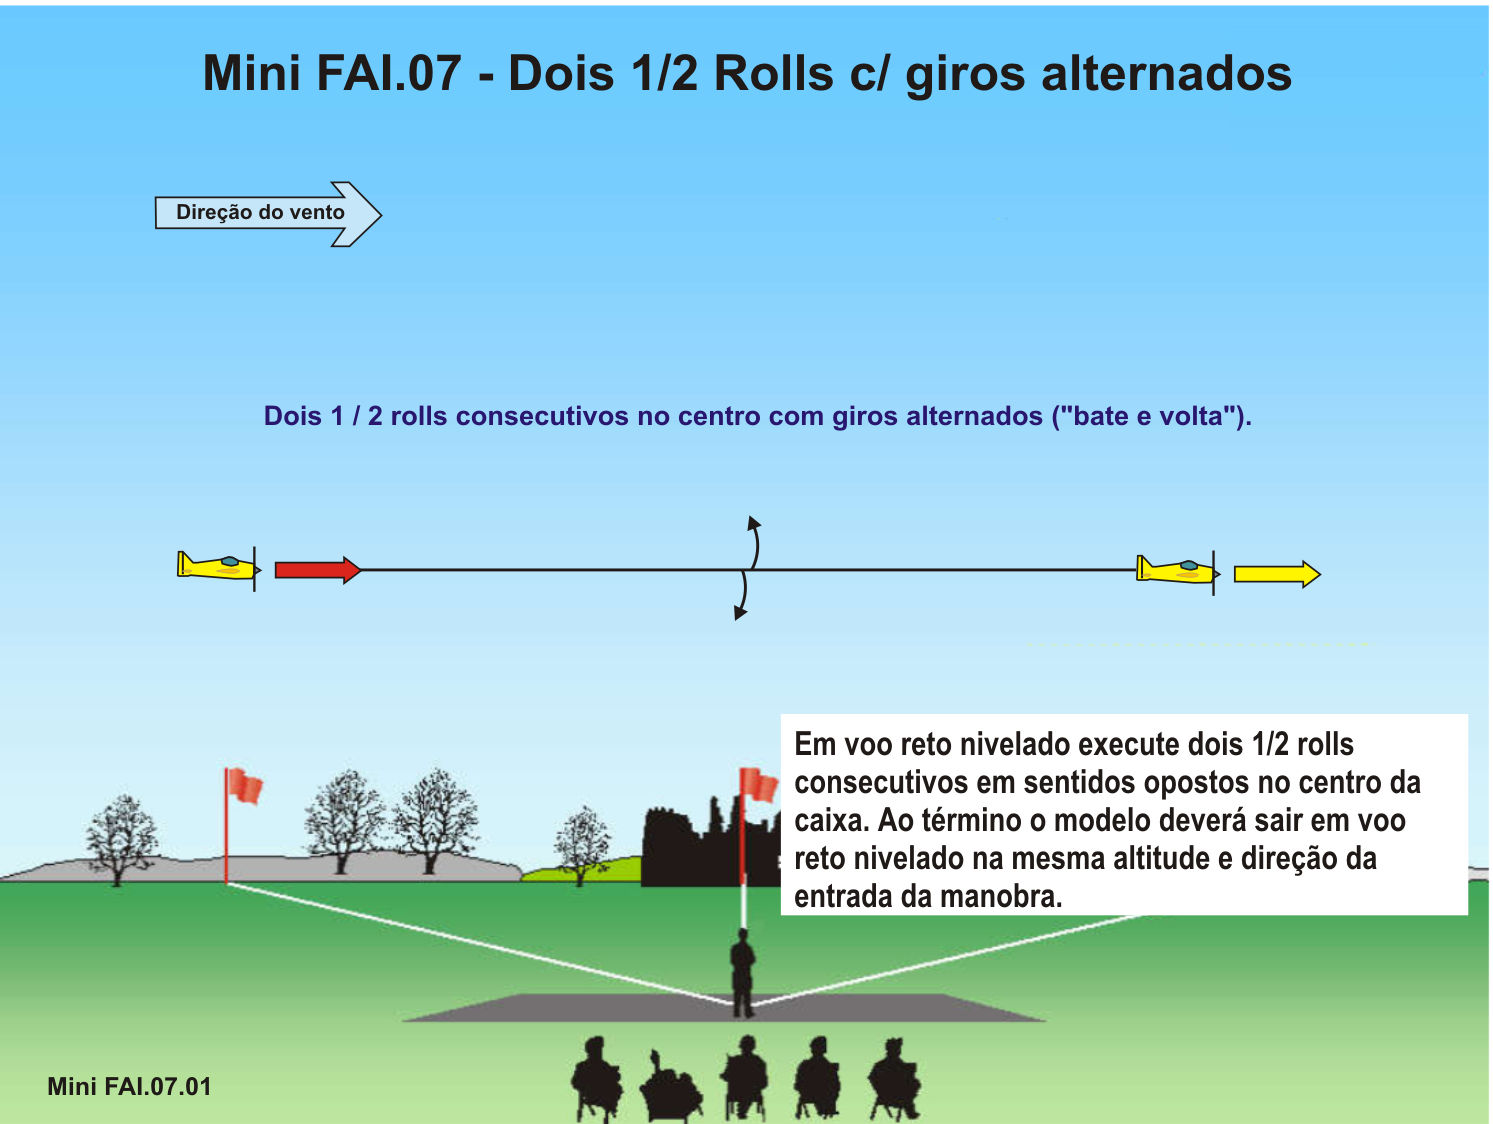 Mini FAI.07 - Dois 1/2 Rolls c/ giros alternados
Direção do vento
Dois 1 / 2 rolls consecutivos no centro com giros alternados ("bate e volta").
Em voo reto nivelado execute dois 1/2 rolls
consecutivos em sentidos opostos no centro da
caixa. Ao término o modelo deverá sair em voo
reto nivelado na mesma altitude e direção da
entrada da manobra.
Mini FAI.07.01